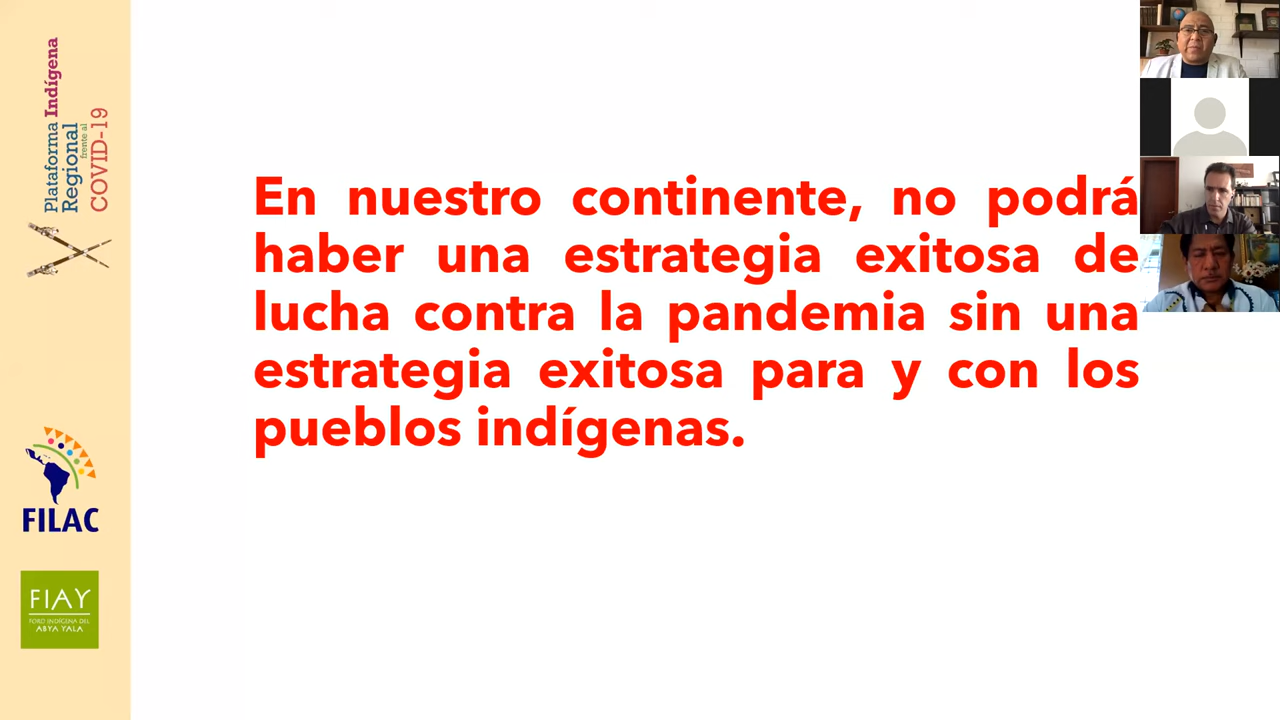 Plataforma Indígena
Regional
frente al
COVID-19
En nuestro continente, no podrá
haber una estrategia exitosa de
lucha contra la pandemia sin una
estrategia exitosa para y con los
pueblos indígenas.
FILAC
FIAY
FORO INDÍGENA DEL
ABYA YALA